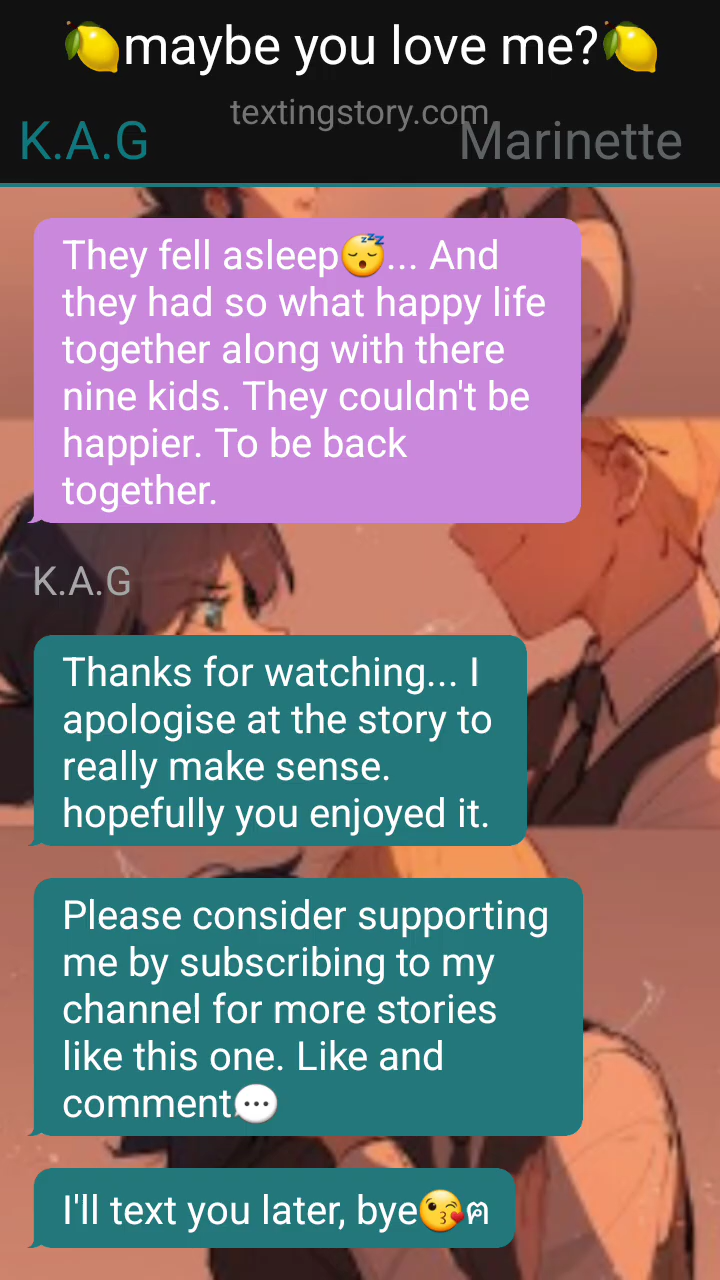 🍋maybe you love me?🍋
textingstory.com
K.A.G
Marinette
They fell asleep😴... And
they had so what happy life
together along with there
nine kids. They couldn't be
happier. To be back
together.
K.A.G
Thanks for watching... I
apologise at the story to
really make sense.
hopefully you enjoyed it.
Please consider supporting
me by subscribing to my
channel for more stories
like this one. Like and
comment💬
I'll text you later, bye😘ฅ